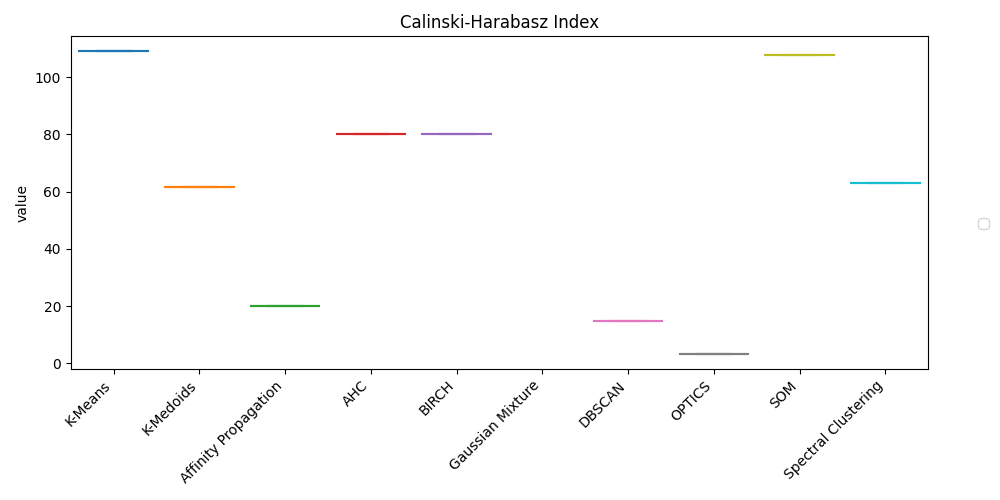 Calinski-Harabasz Index
value
100
80
60
40
20
0
K-Means
K-Medoids
Affinity Propagation
AHC
BIRCH
Gaussian Mixture
DBSCAN
OPTICS
SOM
Spectral Clustering